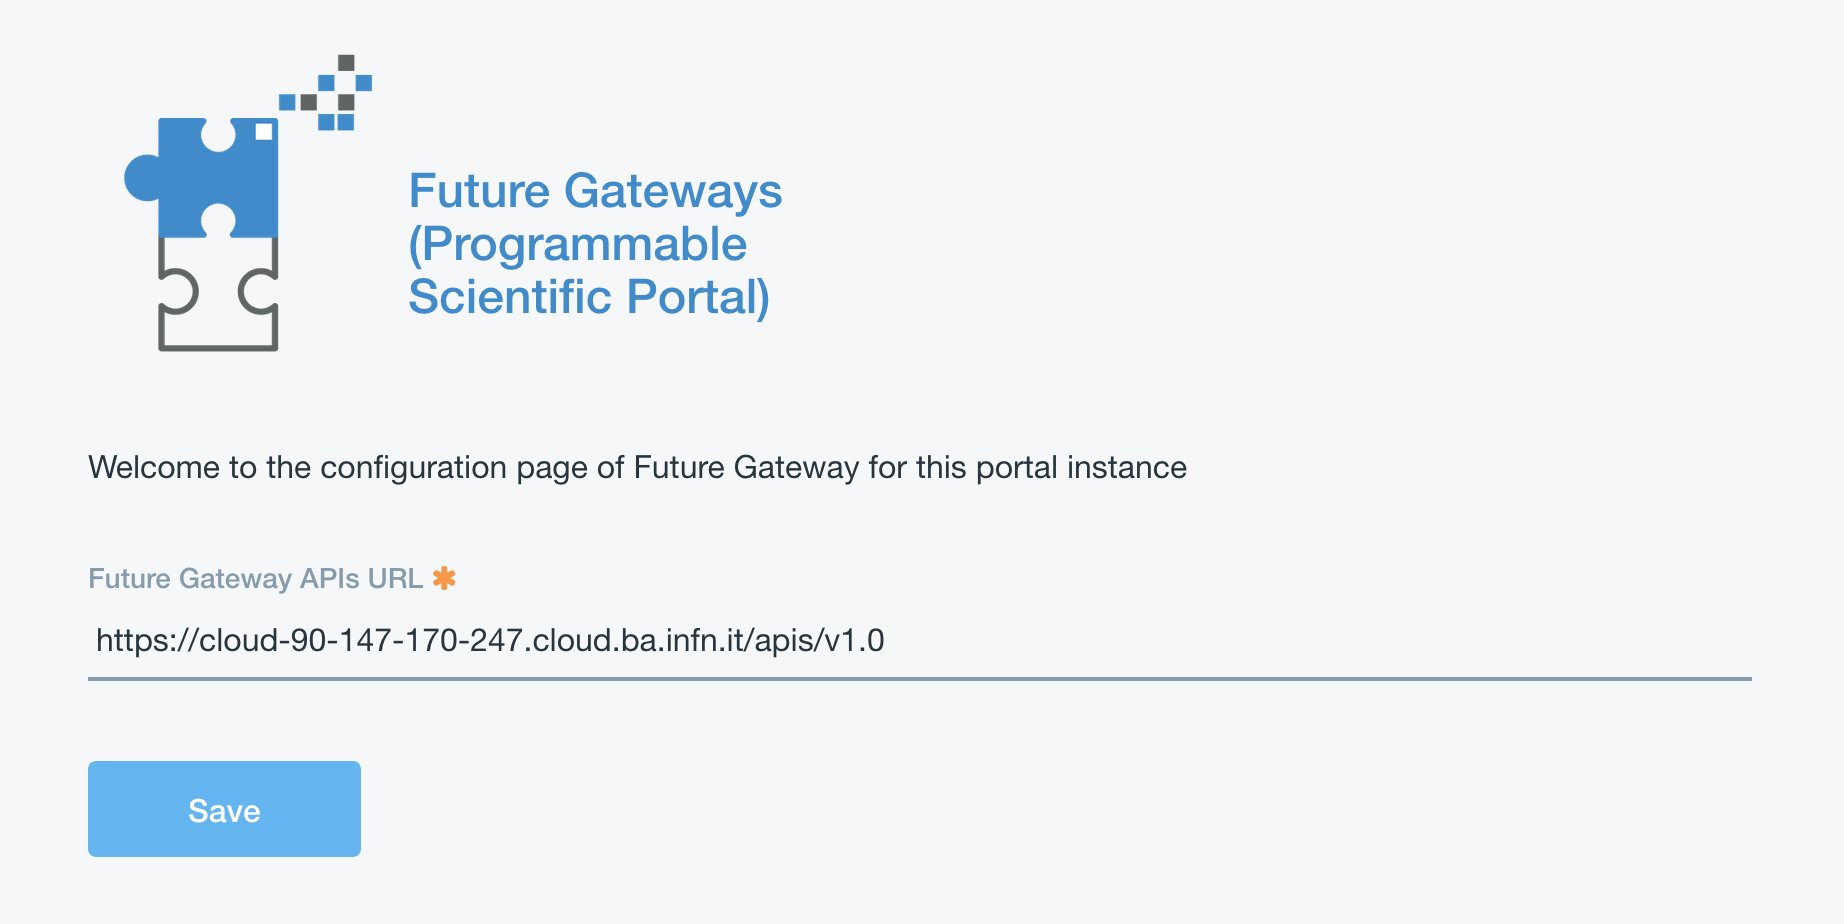 Future Gateways
(Programmable
Scientific Portal)
Welcome to the configuration page of Future Gateway for this portal instance
Future Gateway APIs URL ✱
https://cloud-90-147-170-247.cloud.ba.infn.it/apis/v1.0
Save